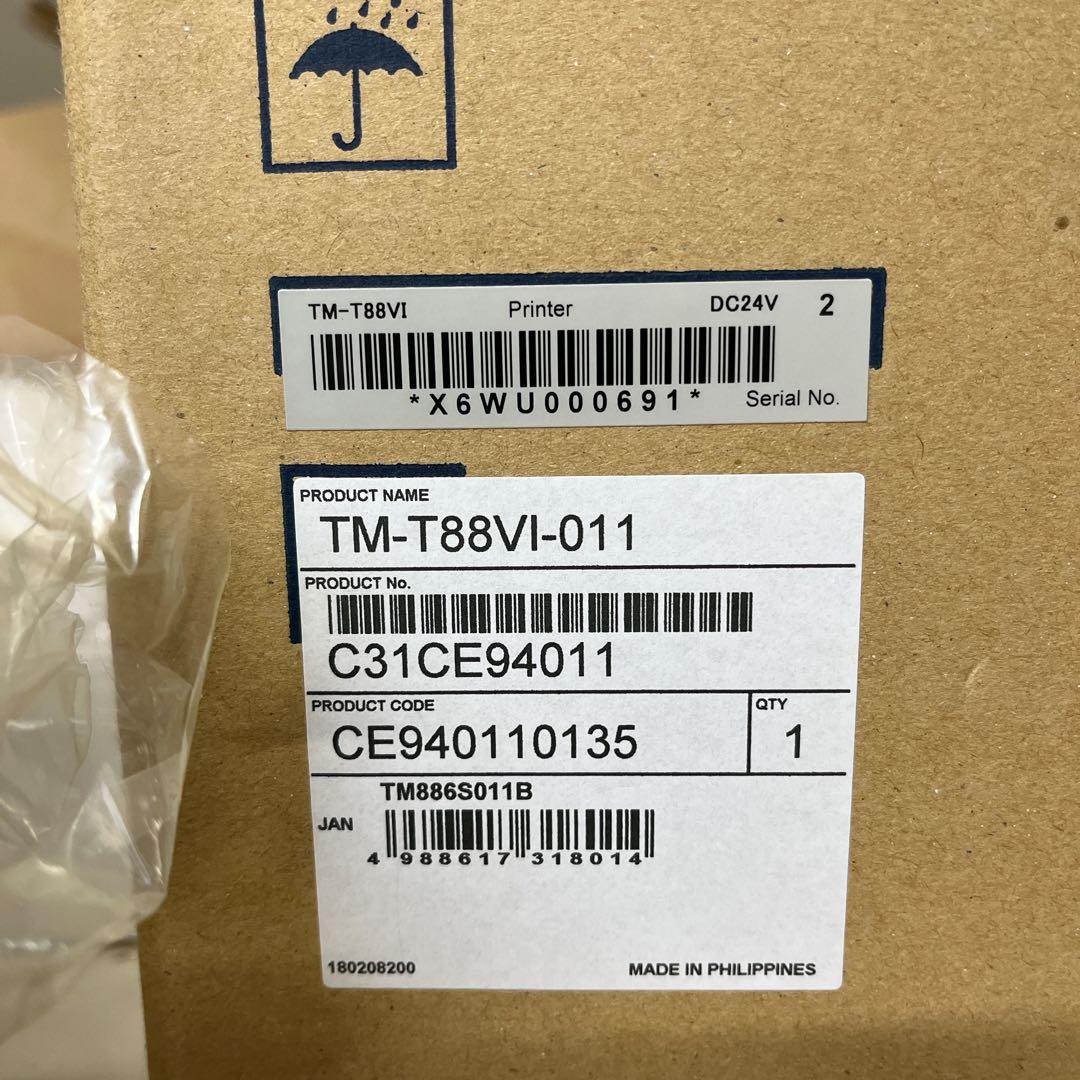 TM-T88VI Printer DC24V 2
*X6WU000691* Serial No.
PRODUCT NAME
TM-T88VI-011
PRODUCT No.
C31CE94011
PRODUCT CODE QTY
CE940110135 1
TM886S011B
JAN
4 988617 318014
180208200 MADE IN PHILIPPINES